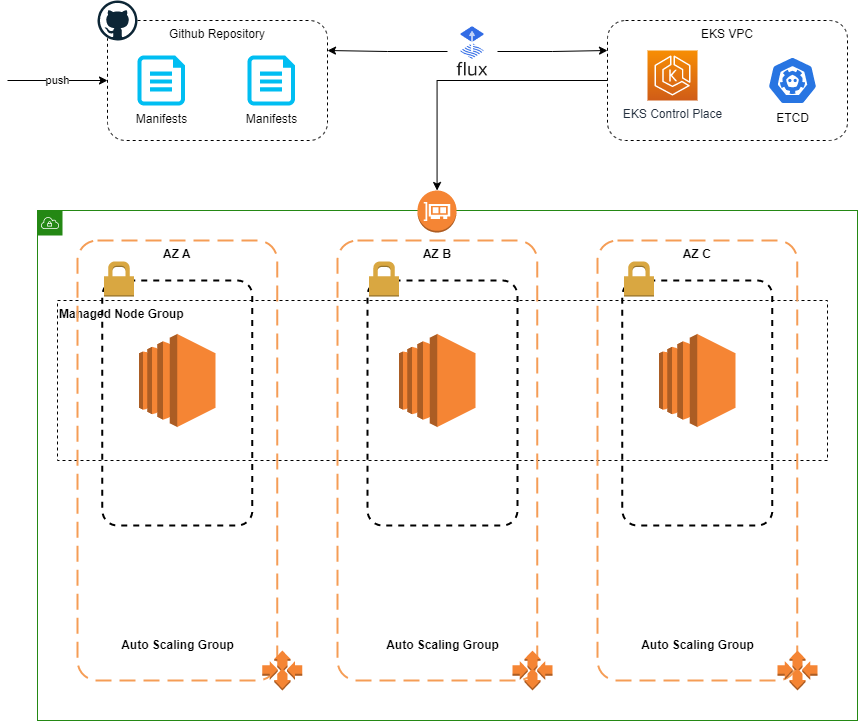 Github Repository
EKS VPC
push
flux
Manifests
Manifests
EKS Control Place
ETCD
AZ A
AZ B
AZ C
Managed Node Group
Auto Scaling Group
Auto Scaling Group
Auto Scaling Group